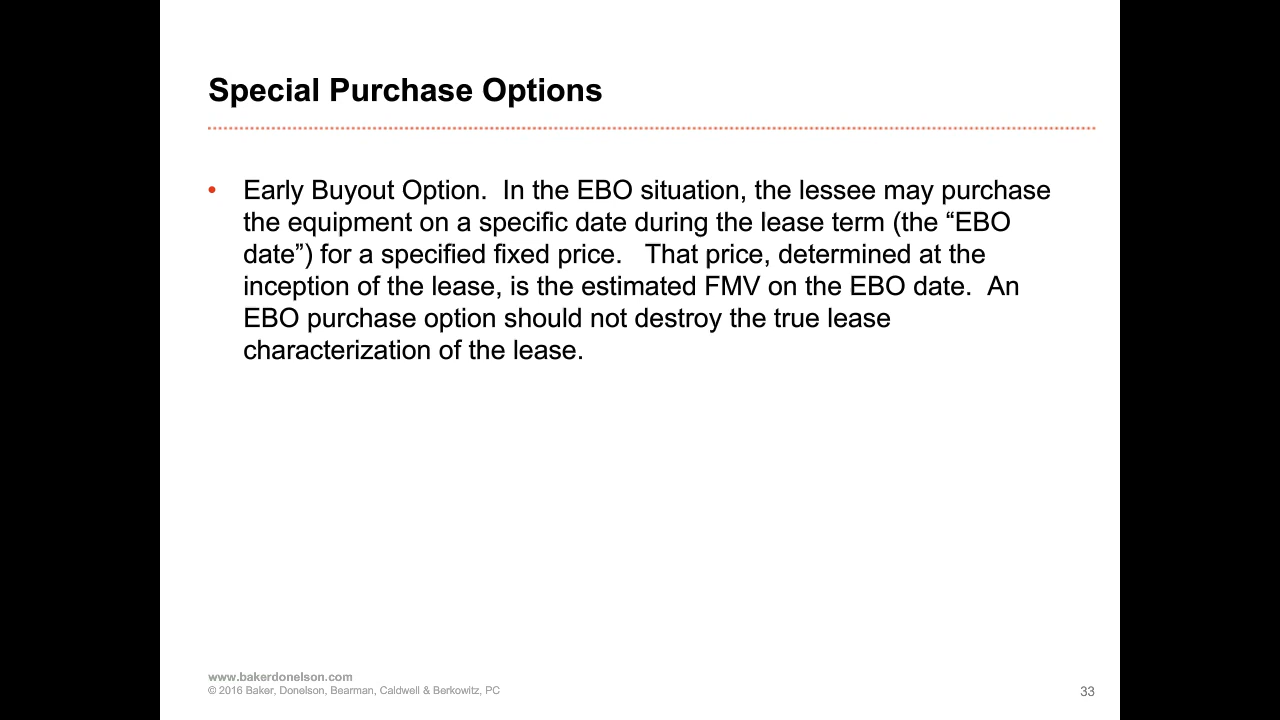 Special Purchase Options
• Early Buyout Option.  In the EBO situation, the lessee may purchase
the equipment on a specific date during the lease term (the “EBO
date”) for a specified fixed price.   That price, determined at the
inception of the lease, is the estimated FMV on the EBO date.  An
EBO purchase option should not destroy the true lease
characterization of the lease.
www.bakerdonelson.com
© 2016 Baker, Donelson, Bearman, Caldwell & Berkowitz, PC
33